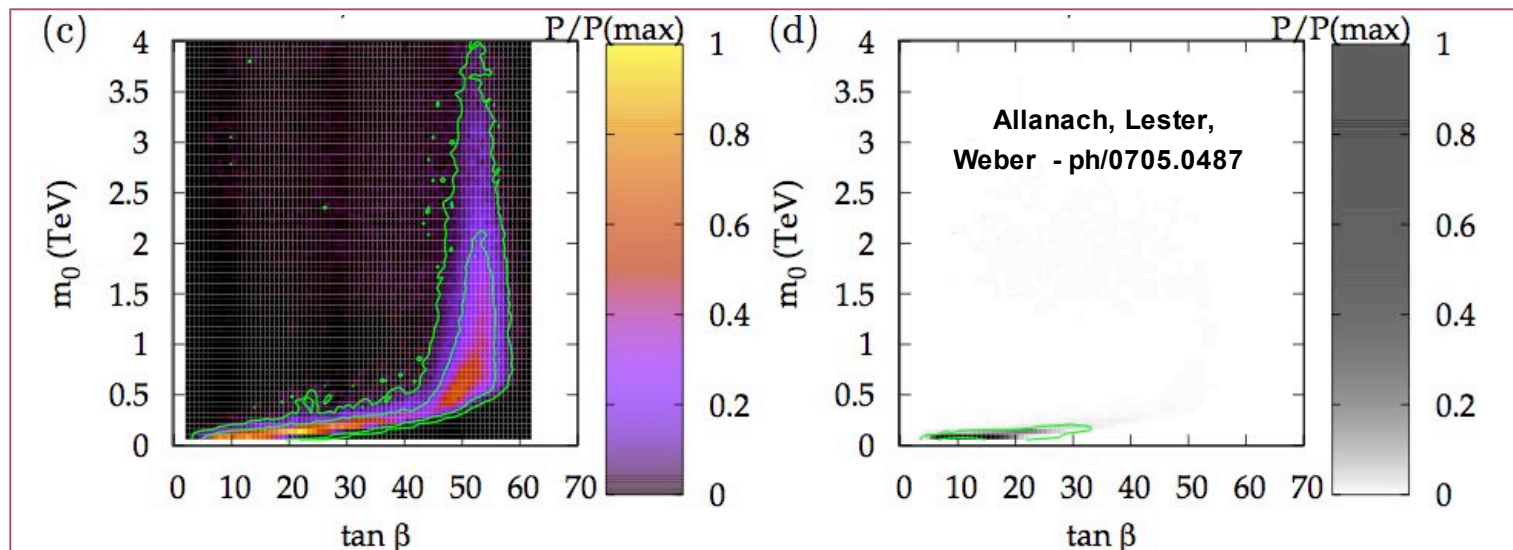 (c)
P/P(max)
4
3.5
3
2.5
2
1.5
1
0.5
0
m0 (TeV)
0 10 20 30 40 50 60 70
tan β
1
0.8
0.6
0.4
0.2
0
(d)
P/P(max)
4
3.5
3
2.5
2
1.5
1
0.5
0
m0 (TeV)
Allanach, Lester,
Weber - ph/0705.0487
0 10 20 30 40 50 60 70
tan β
1
0.8
0.6
0.4
0.2
0